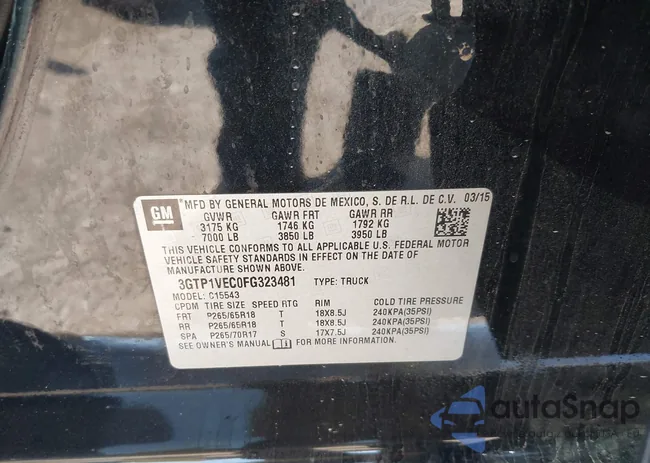 GM MFD BY GENERAL MOTORS DE MEXICO, S. DE R.L. DE C.V. 03/15
GVWR GAWR FRT GAWR RR
3175 KG 1746 KG 1792 KG
7000 LB 3850 LB 3950 LB
THIS VEHICLE CONFORMS TO ALL APPLICABLE U.S. FEDERAL MOTOR
VEHICLE SAFETY STANDARDS IN EFFECT ON THE DATE OF
MANUFACTURE SHOWN ABOVE.
3GTP1VEC0FG323481 TYPE: TRUCK
MODEL: C15543
CPDM TIRE SIZE SPEED RTG RIM COLD TIRE PRESSURE
FRT P265/65R18 T 18X8.5J 240KPA(35PSI)
RR P265/65R18 T 18X8.5J 240KPA(35PSI)
SPA P265/70R17 S 17X7.5J 240KPA(35PSI)
SEE OWNER'S MANUAL FOR MORE INFORMATION.
autoSnap